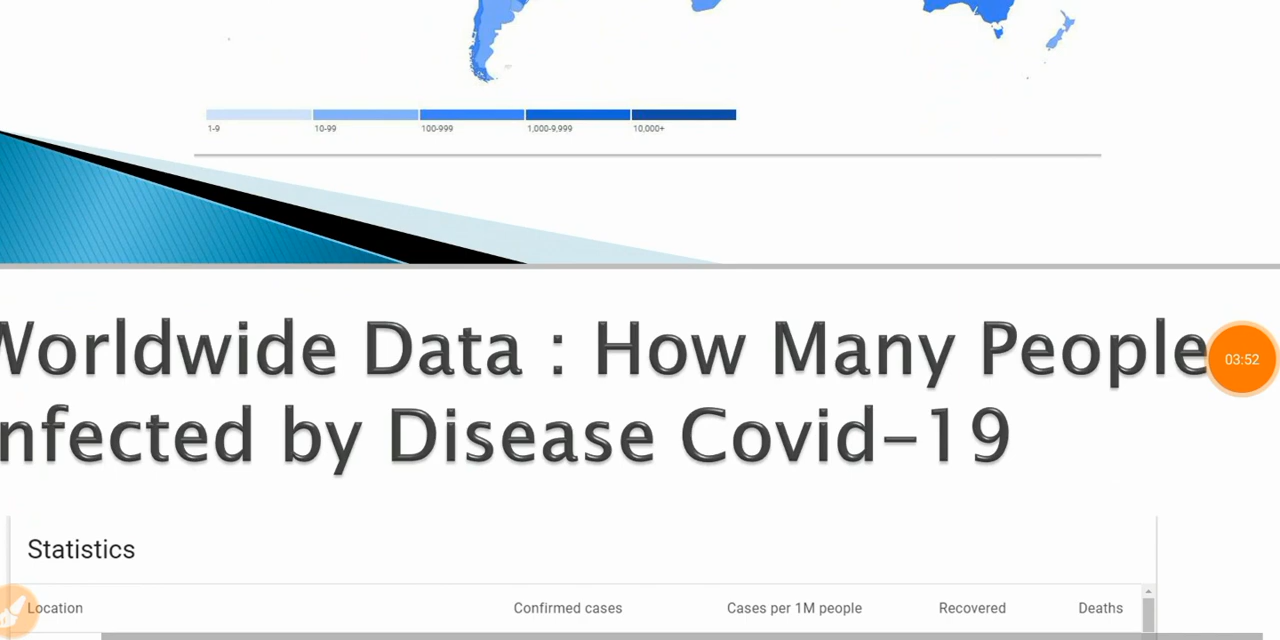 1-9 10-99 100-999 1,000-9,999 10,000+
Worldwide Data : How Many People
nfected by Disease Covid-19
03:52
Statistics
Location Confirmed cases Cases per 1M people Recovered Deaths